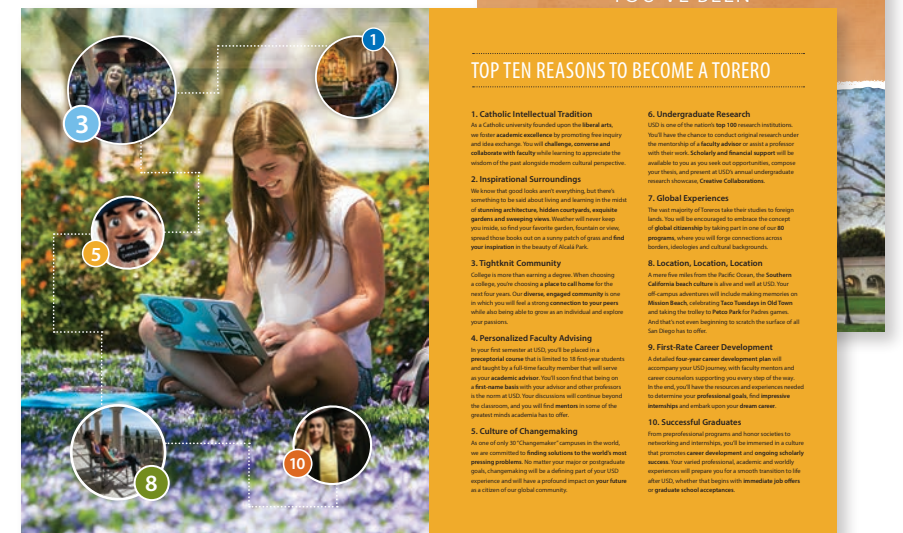 YOU'VE BEEN
1
3
5
8
10
TOP TEN REASONS TO BECOME A TORERO
1. Catholic Intellectual Tradition
As a Catholic university founded upon the liberal arts,
we foster academic excellence by promoting free inquiry
and idea exchange. You will challenge, converse and
collaborate with faculty while learning to appreciate the
wisdom of the past alongside modern cultural perspective.
2. Inspirational Surroundings
We know that good looks aren't everything, but there's
something to be said about living and learning in the midst
of stunning architecture, hidden courtyards, exquisite
gardens and sweeping views. Weather will never keep
you inside, so find your favorite garden, fountain or view,
spread those books out on a sunny patch of grass and find
your inspiration in the beauty of Alcalá Park.
3. Tightknit Community
College is more than earning a degree. When choosing
a college, you're choosing a place to call home for the
next four years. Our diverse, engaged community is one
in which you will feel a strong connection to your peers
while also being able to grow as an individual and explore
your passions.
4. Personalized Faculty Advising
In your first semester at USD, you'll be placed in a
preceptorial course that is limited to 18 first-year students
and taught by a full-time faculty member that will serve
as your academic advisor. You'll soon find that being on
a first-name basis with your advisor and other professors
is the norm at USD. Your discussions will continue beyond
the classroom, and you will find mentors in some of the
greatest minds academia has to offer.
5. Culture of Changemaking
As one of only 30 "Changemaker" campuses in the world,
we are committed to finding solutions to the world's most
pressing problems. No matter your major or postgraduate
goals, changemaking will be a defining part of your USD
experience and will have a profound impact on your future
as a citizen of our global community.
6. Undergraduate Research
USD is one of the nation's top 100 research institutions.
You'll have the chance to conduct original research under
the mentorship of a faculty advisor or assist a professor
with their work. Scholarly and financial support will be
available to you as you seek out opportunities, compose
your thesis, and present at USD's annual undergraduate
research showcase, Creative Collaborations.
7. Global Experiences
The vast majority of Toreros take their studies to foreign
lands. You will be encouraged to embrace the concept
of global citizenship by taking part in one of our 80
programs, where you will forge connections across
borders, ideologies and cultural backgrounds.
8. Location, Location, Location
A mere five miles from the Pacific Ocean, the Southern
California beach culture is alive and well at USD. Your
off-campus adventures will include making memories on
Mission Beach, celebrating Taco Tuesdays in Old Town
and taking the trolley to Petco Park for Padres games.
And that's not even beginning to scratch the surface of all
San Diego has to offer.
9. First-Rate Career Development
A detailed four-year career development plan will
accompany your USD journey, with faculty mentors and
career counselors supporting you every step of the way.
In the end, you'll have the resources and experiences needed
to determine your professional goals, find impressive
internships and embark upon your dream career.
10. Successful Graduates
From preprofessional programs and honor societies to
networking and internships, you'll be immersed in a culture
that promotes career development and ongoing scholarly
success. Your varied professional, academic and worldly
experiences will prepare you for a smooth transition to life
after USD, whether that begins with immediate job offers
or graduate school acceptances.